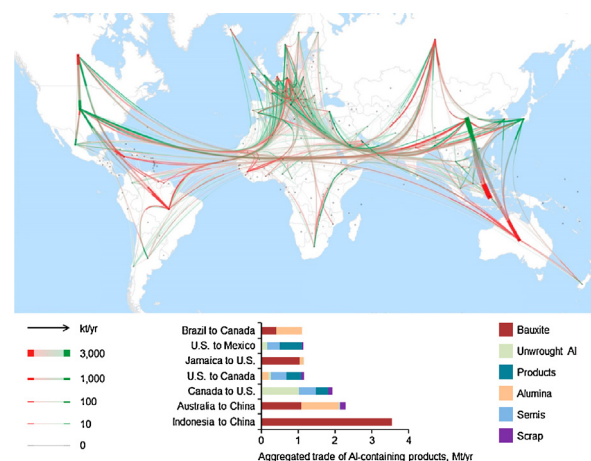 kt/yr
3,000
1,000
100
10
0
Brazil to Canada
U.S. to Mexico
Jamaica to U.S.
U.S. to Canada
Canada to U.S.
Australia to China
Indonesia to China
0 1 2 3 4
Aggregated trade of Al-containing products, Mt/yr
Bauxite
Unwrought Al
Products
Alumina
Semis
Scrap